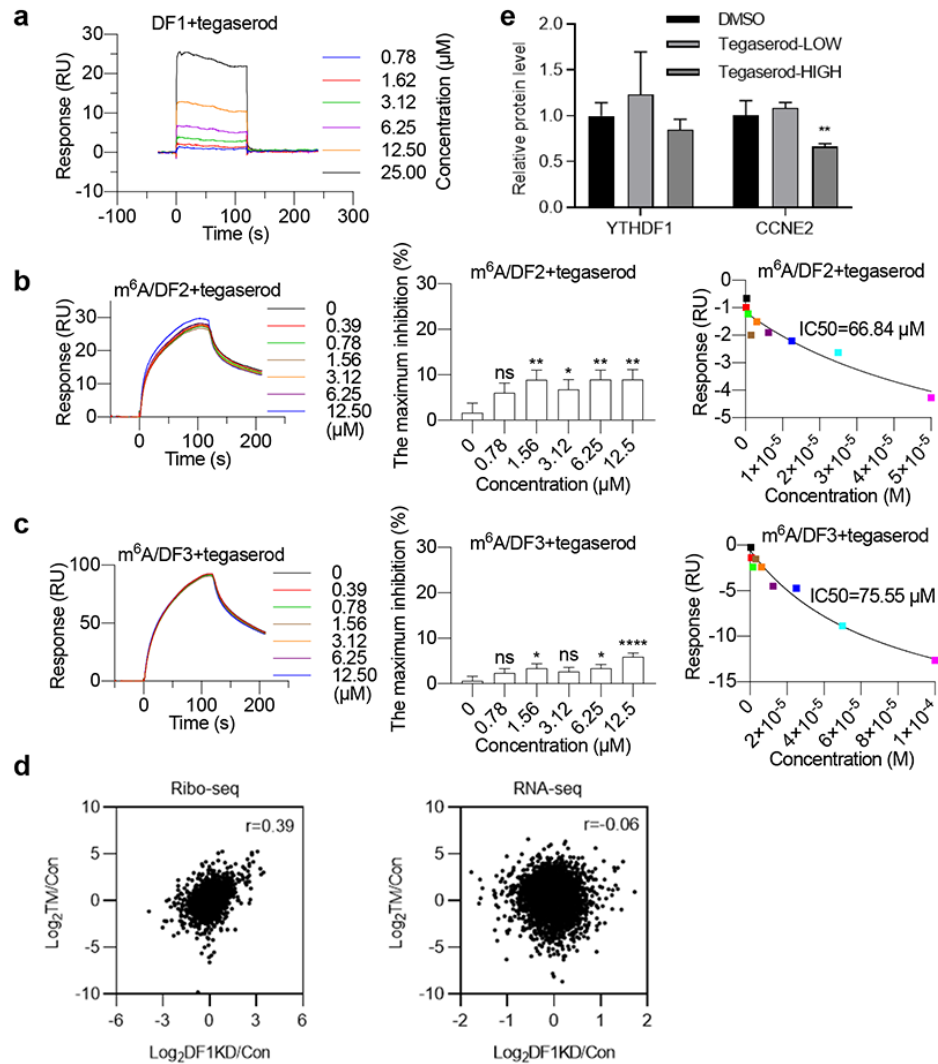 a
DF1+tegaserod
Response (RU)
30
20
10
0
-10
-100
0
100
200
300
Time (s)
0.78
1.62
3.12
6.25
12.50
25.00
Concentration (µM)
e
Relative protein level
2.0
1.5
1.0
0.5
0.0
DMSO
Tegaserod-LOW
Tegaserod-HIGH
**
YTHDF1
CCNE2
b
m⁶A/DF2+tegaserod
Response (RU)
30
20
10
0
0
100
200
Time (s)
0
0.39
0.78
1.56
3.12
6.25
12.50
(µM)
m⁶A/DF2+tegaserod
The maximum inhibition (%)
30
20
10
0
ns
**
*
**
**
0
0.78
1.56
3.12
6.25
12.5
Concentration (µM)
m⁶A/DF2+tegaserod
Response (RU)
0
-1
-2
-3
-4
-5
IC50=66.84 µM
0
1×10⁻⁵
2×10⁻⁵
3×10⁻⁵
4×10⁻⁵
5×10⁻⁵
Concentration (M)
c
m⁶A/DF3+tegaserod
Response (RU)
100
50
0
0
100
200
Time (s)
0
0.39
0.78
1.56
3.12
6.25
12.50
(µM)
m⁶A/DF3+tegaserod
The maximum inhibition (%)
30
20
10
0
ns
*
ns
*
****
0
0.78
1.56
3.12
6.25
12.5
Concentration (µM)
m⁶A/DF3+tegaserod
Response (RU)
0
-5
-10
-15
IC50=75.55 µM
0
2×10⁻⁵
4×10⁻⁵
6×10⁻⁵
8×10⁻⁵
1×10⁻⁴
Concentration (M)
d
Ribo-seq
Log₂TM/Con
10
5
0
-5
-10
r=0.39
-6
-3
0
3
6
Log₂DF1KD/Con
RNA-seq
Log₂TM/Con
10
5
0
-5
-10
r=-0.06
-2
-1
0
1
2
Log₂DF1KD/Con